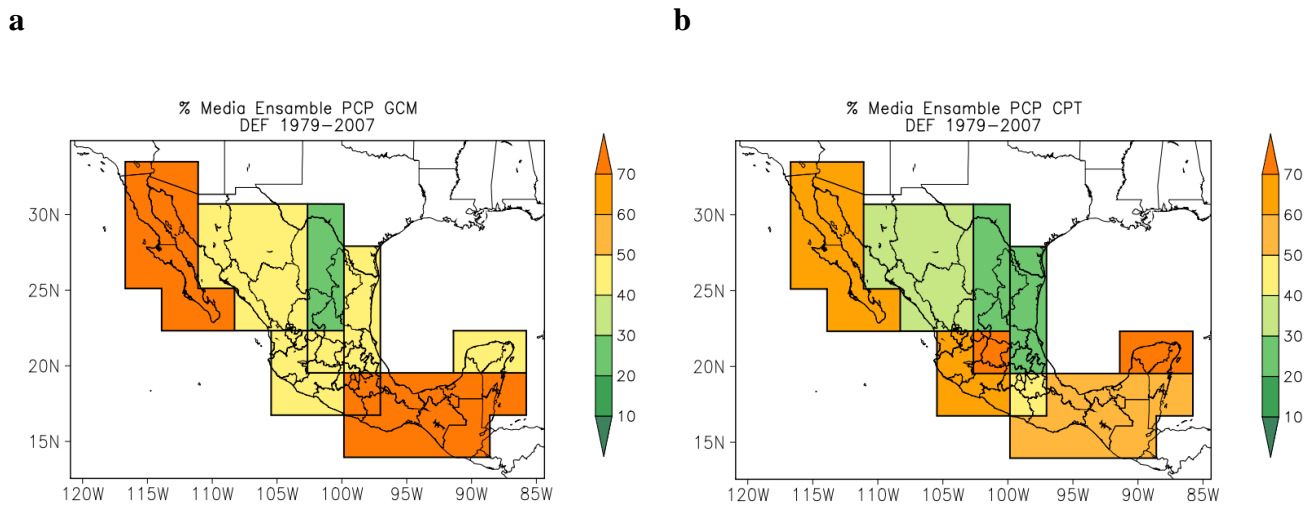 a
b
% Media Ensamble PCP GCM
DEF 1979-2007
30N
25N
20N
15N
120W 115W 110W 105W 100W 95W 90W 85W
70
60
50
40
30
20
10
% Media Ensamble PCP CPT
DEF 1979-2007
30N
25N
20N
15N
120W 115W 110W 105W 100W 95W 90W 85W
70
60
50
40
30
20
10